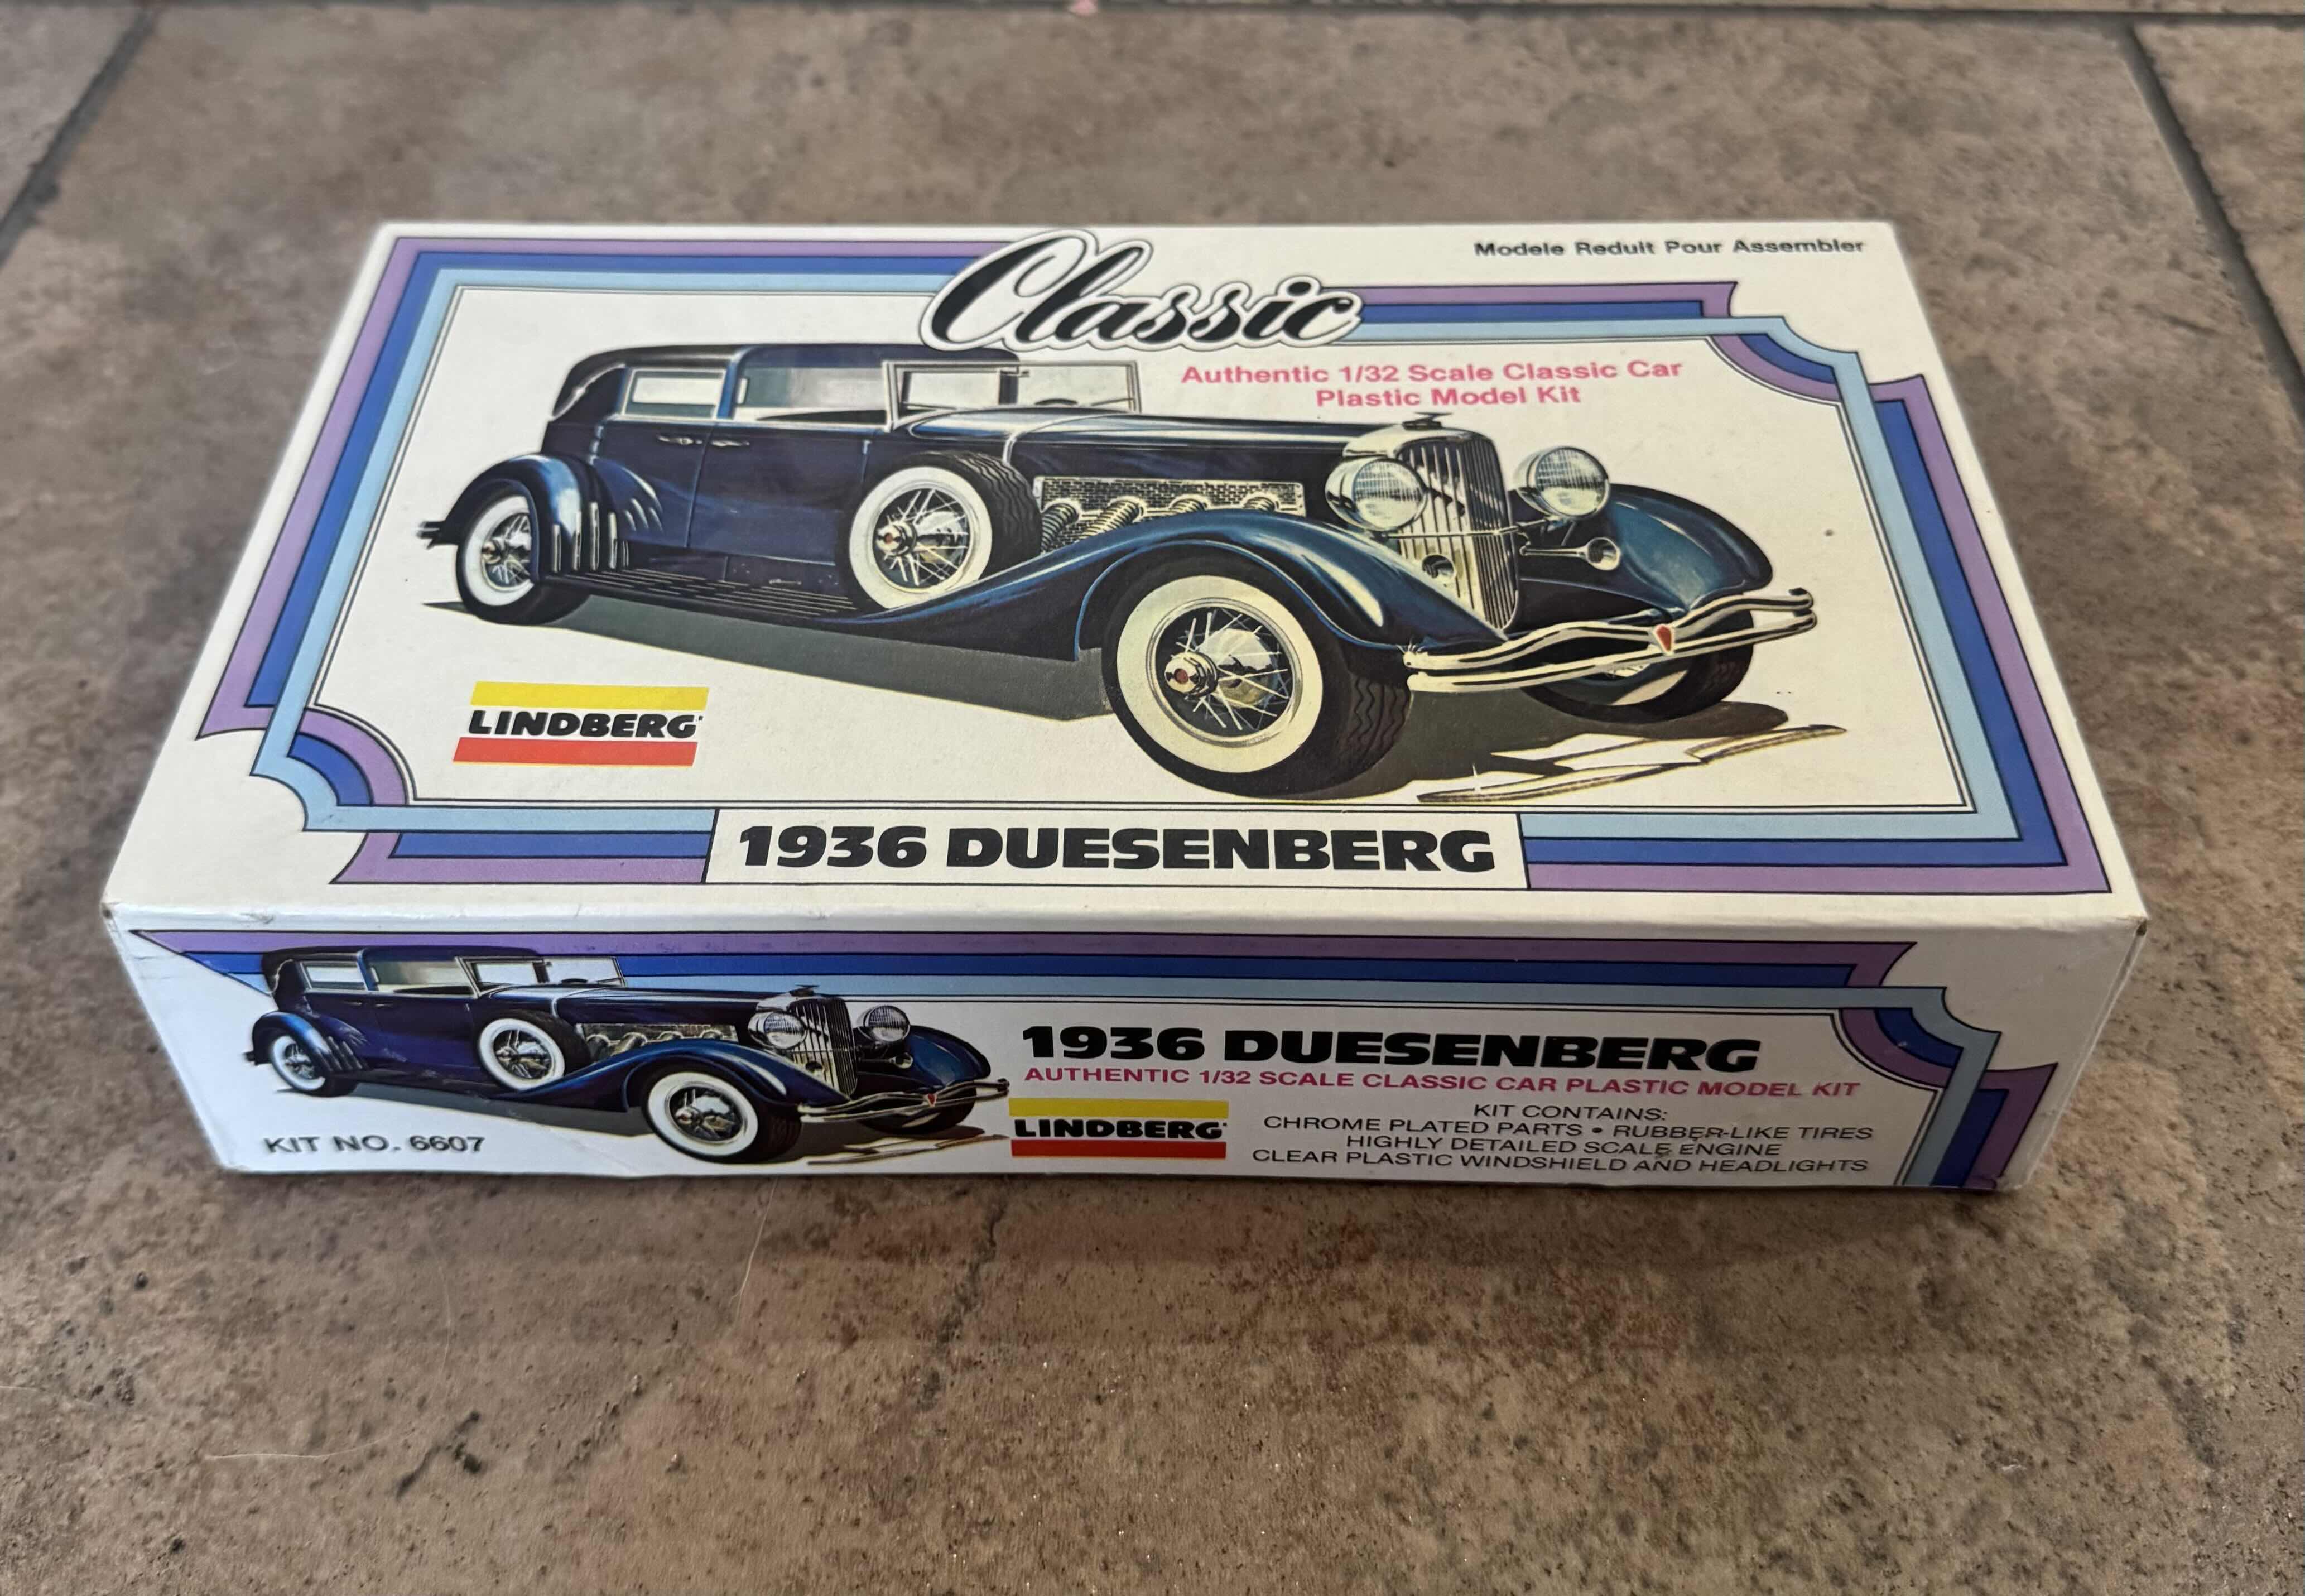 Classic
Modele Reduit Pour Assembler
Authentic 1/32 Scale Classic Car
Plastic Model Kit
LINDBERG
1936 DUESENBERG
1936 DUESENBERG
AUTHENTIC 1/32 SCALE CLASSIC CAR PLASTIC MODEL KIT
LINDBERG
KIT CONTAINS:
CHROME PLATED PARTS • RUBBER-LIKE TIRES
HIGHLY DETAILED SCALE ENGINE
CLEAR PLASTIC WINDSHIELD AND HEADLIGHTS
KIT NO. 6607